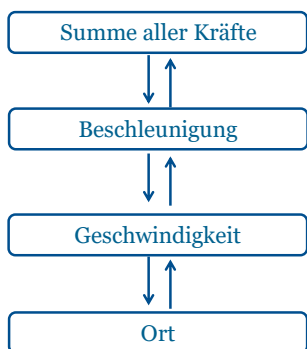 Summe aller Kräfte
Beschleunigung
Geschwindigkeit
Ort